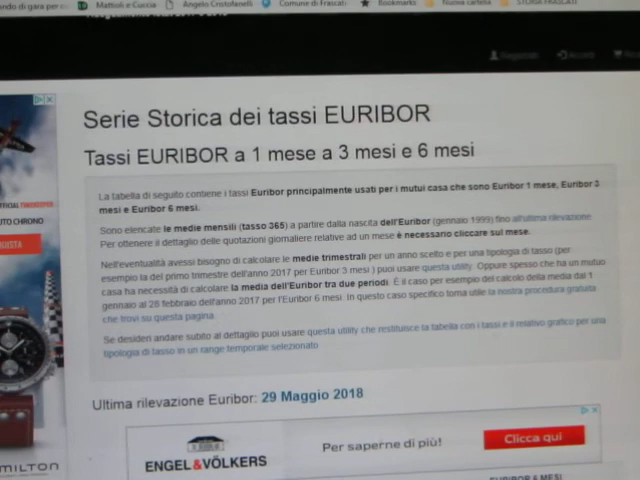 Mattioli e Cuccia
Angelo Cristofanelli
Comune di Frascati
Bookmarks
Nuova cartella
STORIA FRASCATI
Serie Storica dei tassi EURIBOR
Tassi EURIBOR a 1 mese a 3 mesi e 6 mesi
La tabella di seguito contiene i tassi Euribor principalmente usati per i mutui casa che sono Euribor 1 mese, Euribor 3
mesi e Euribor 6 mesi.
Sono elencate le medie mensili (tasso 365) a partire dalla nascita dell'Euribor (gennaio 1999) fino all'ultima rilevazione
Per ottenere il dettaglio delle quotazioni giornaliere relative ad un mese è necessario cliccare sul mese.
Nell'eventualità avessi bisogno di calcolare le medie trimestrali per un anno scelto e per una tipologia di tasso (per
esempio la del primo trimestre dell'anno 2017 per Euribor 3 mesi ) puoi usare questa utility. Oppure spesso che ha un mutuo
casa ha necessità di calcolare la media dell'Euribor tra due periodi. È il caso per esempio del calcolo della media dal 1
gennaio al 28 febbraio dell'anno 2017 per l'Euribor 6 mesi. In questo caso specifico torna utile la nostra procedura gratuita
che trovi su questa pagina.
Se desideri andare subito al dettaglio puoi usare questa utility che restituisce la tabella con i tassi e il relativo grafico per una
tipologia di tasso in un range temporale selezionato
Ultima rilevazione Euribor: 29 Maggio 2018
ENGEL&VÖLKERS
Per saperne di più!
Clicca qui
UTO CHRONO
UISTA
MILTON
EURIBOR 6 MESI